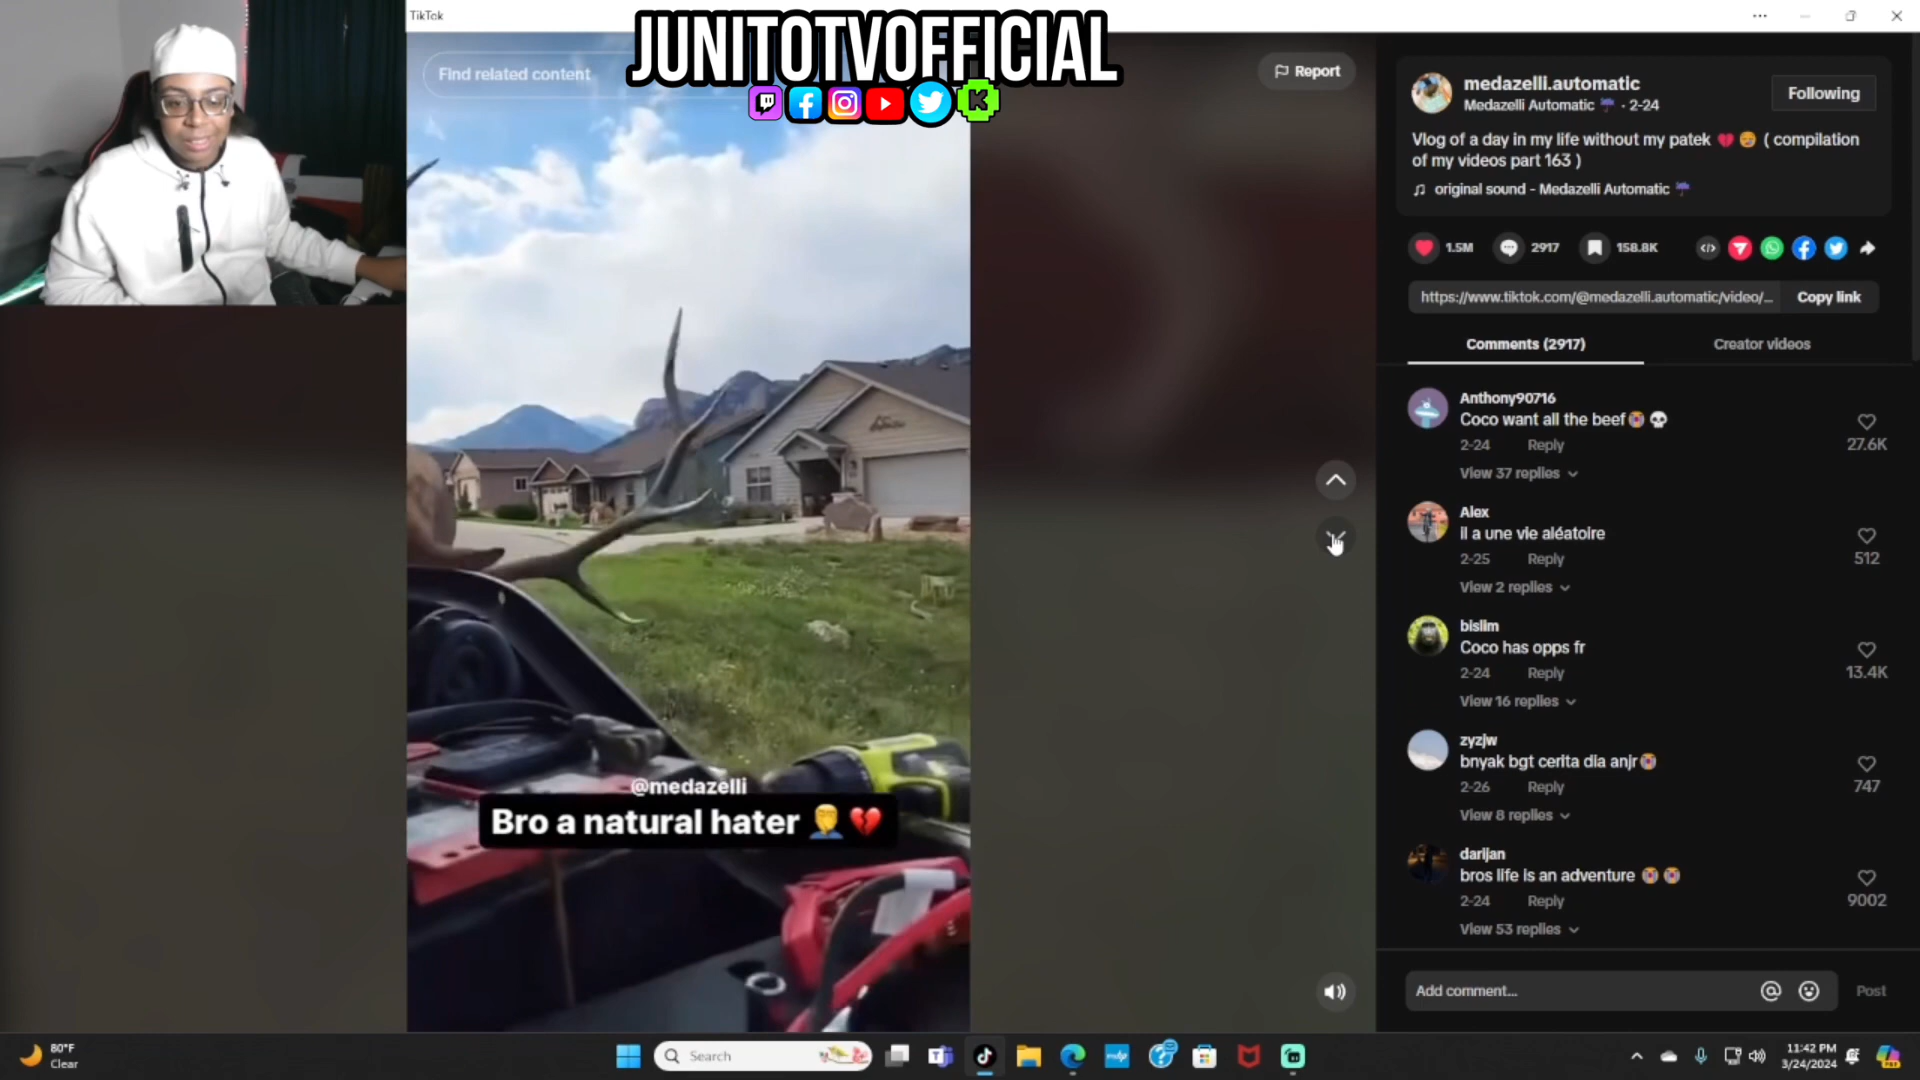 TikTok
JUNITOTVOFFICIAL
Find related content
Report
@medazelli
Bro a natural hater 🤦‍♂️💔
medazelli.automatic
Medazelli Automatic ☔ · 2-24
Following
Vlog of a day in my life without my patek 💔 😔 ( compilation
of my videos part 163 )
original sound - Medazelli Automatic ☔
1.5M
2917
158.8K
https://www.tiktok.com/@medazelli.automatic/video/...
Copy link
Comments (2917)
Creator videos
Anthony90716
Coco want all the beef😭💀
2-24
Reply
27.6K
View 37 replies
Alex
Il a une vie aléatoire
2-25
Reply
512
View 2 replies
bislim
Coco has opps fr
2-24
Reply
13.4K
View 16 replies
zyzjw
bnyak bgt cerita dia anjr😭
2-26
Reply
747
View 8 replies
darijan
bros life is an adventure 😭😭
2-24
Reply
9002
View 53 replies
Add comment...
Post
80°F
Clear
Search
11:42 PM
3/24/2024